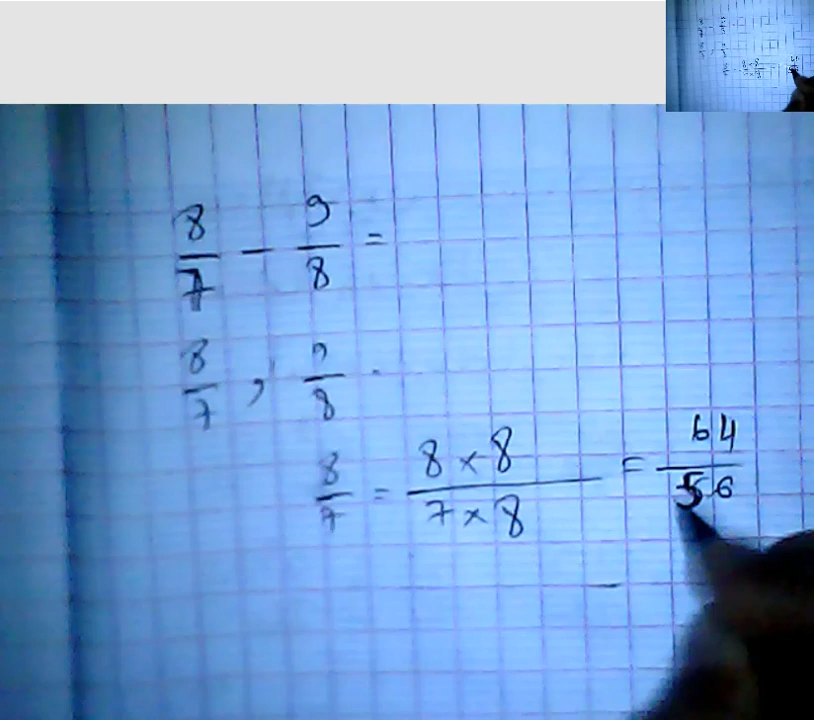 8/7 - 9/8 =
8/7 , 9/8
8/7 = 8 × 8 / 7 × 8 = 64/56